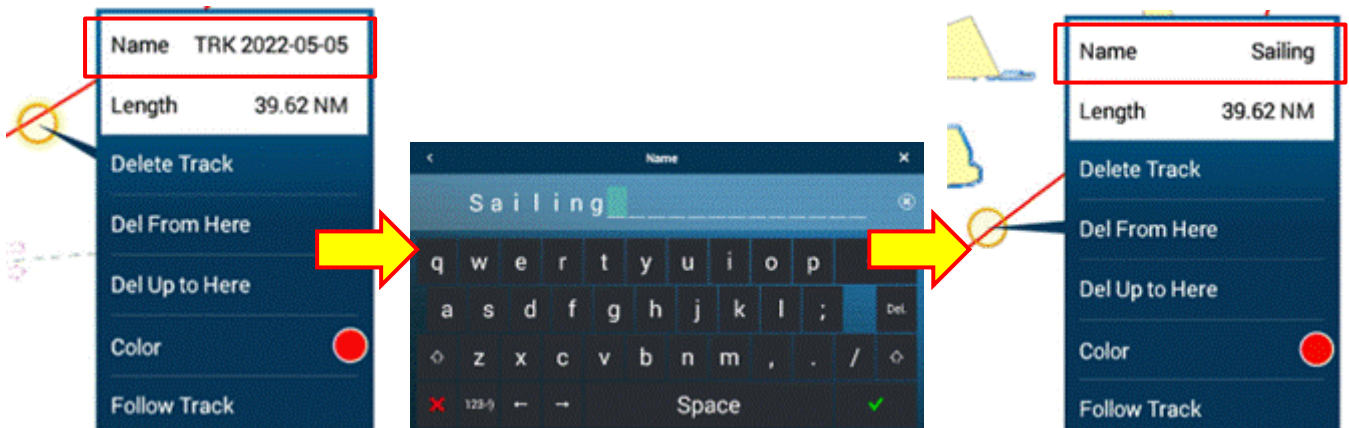 Name TRK 2022-05-05
Length 39.62 NM
Delete Track
Del From Here
Del Up to Here
Color
Follow Track
Name
Sailing
q w e r t y u i o p
a s d f g h j k l ; Del.
z x c v b n m , . /
123-9 ← → Space
Name Sailing
Length 39.62 NM
Delete Track
Del From Here
Del Up to Here
Color
Follow Track